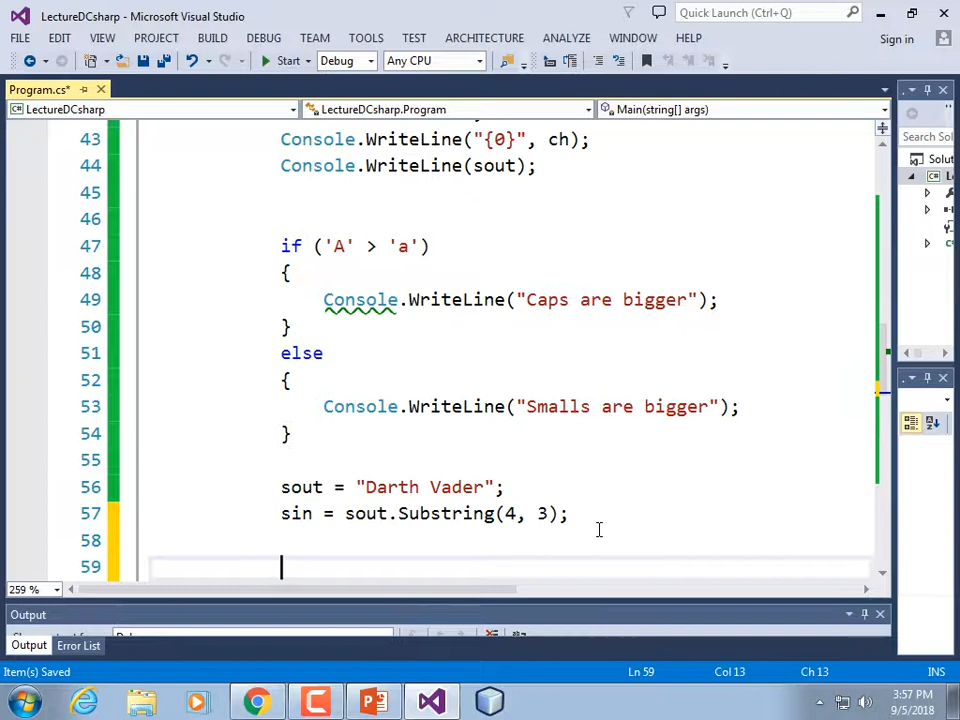 LectureDCsharp - Microsoft Visual Studio
Quick Launch (Ctrl+Q)
FILE EDIT VIEW PROJECT BUILD DEBUG TEAM TOOLS TEST ARCHITECTURE ANALYZE WINDOW HELP
Sign in
Start Debug Any CPU
Program.cs*
LectureDCsharp LectureDCsharp.Program Main(string[] args)
Search Sol
Solut
43 Console.WriteLine("{0}", ch);
44 Console.WriteLine(sout);
45
46
47 if ('A' > 'a')
48 {
49 Console.WriteLine("Caps are bigger");
50 }
51 else
52 {
53 Console.WriteLine("Smalls are bigger");
54 }
55
56 sout = "Darth Vader";
57 sin = sout.Substring(4, 3);
58
59
259 %
Output
Output Error List
Item(s) Saved Ln 59 Col 13 Ch 13 INS
3:57 PM
9/5/2018